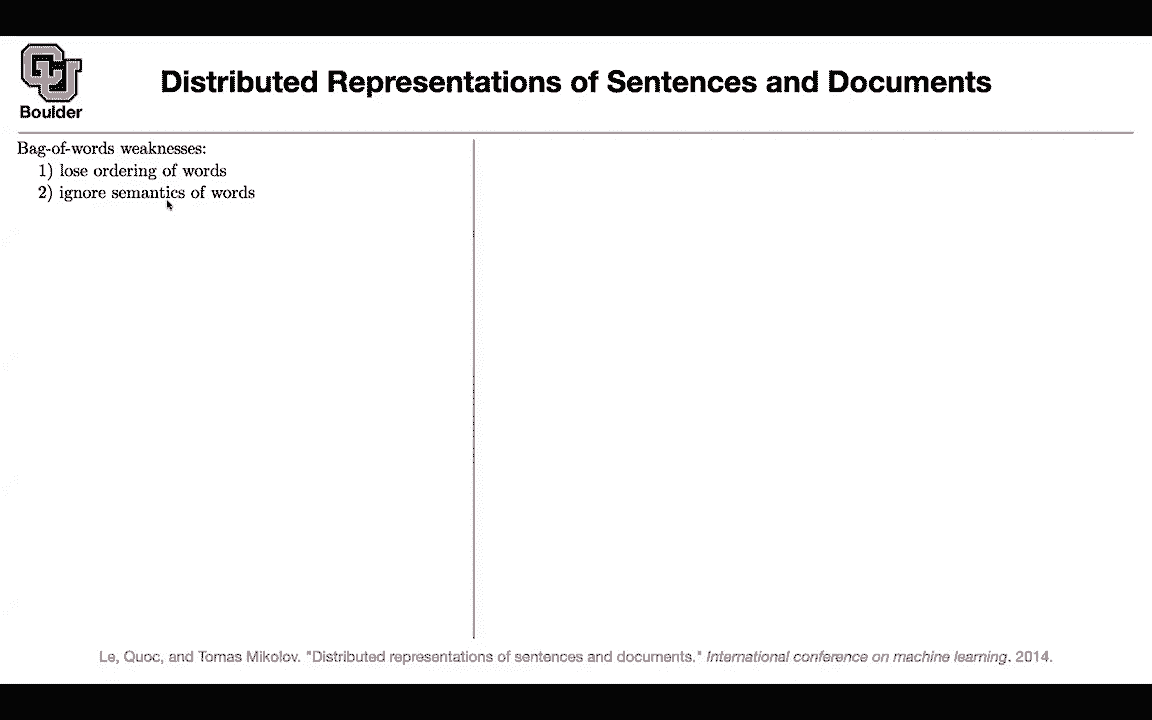 CU
Boulder
Distributed Representations of Sentences and Documents
Bag-of-words weaknesses:
1) lose ordering of words
2) ignore semantics of words
Le, Quoc, and Tomas Mikolov. "Distributed representations of sentences and documents." International conference on machine learning. 2014.